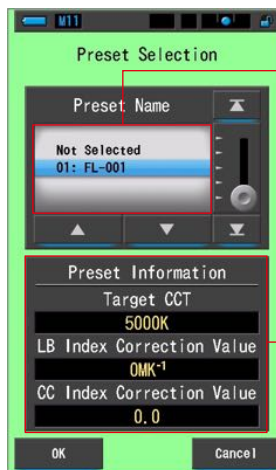 M11
Preset Selection
Preset Name
Not Selected
01: FL-001
Preset Information
Target CCT
5000K
LB Index Correction Value
0MK⁻¹
CC Index Correction Value
0.0
OK Cancel